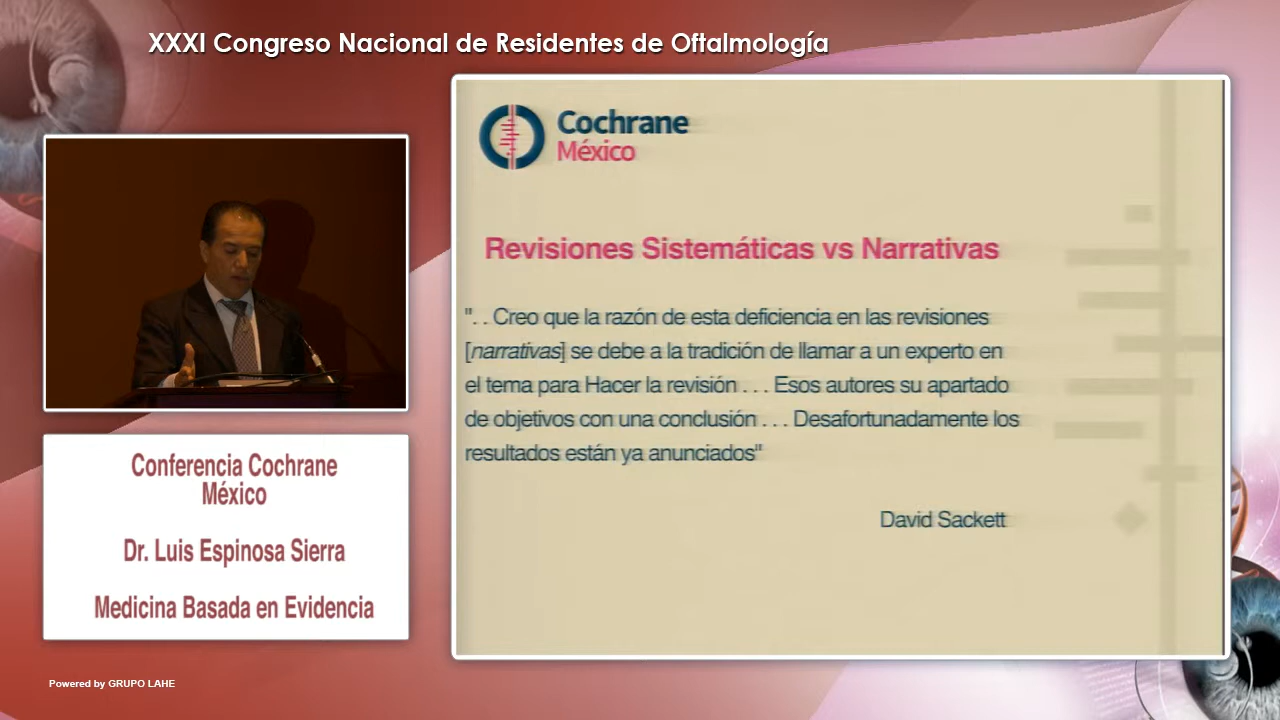 XXXI Congreso Nacional de Residentes de Oftalmología
Cochrane
México
Revisiones Sistemáticas vs Narrativas
". . Creo que la razón de esta deficiencia en las revisiones
[narrativas] se debe a la tradición de llamar a un experto en
el tema para Hacer la revisión . . . Esos autores su apartado
de objetivos con una conclusión . . . Desafortunadamente los
resultados están ya anunciados"
David Sackett
Conferencia Cochrane
México
Dr. Luis Espinosa Sierra
Medicina Basada en Evidencia
Powered by GRUPO LAHE